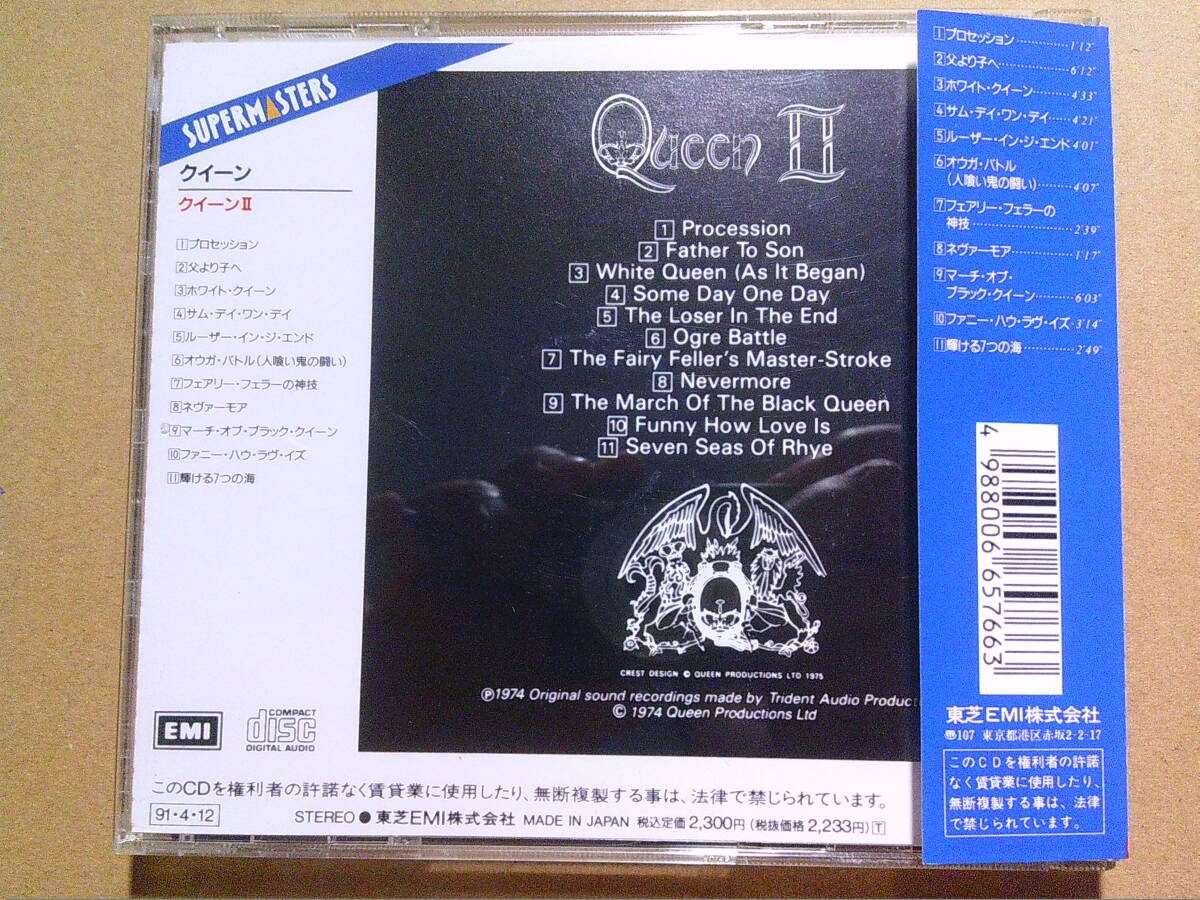 SUPERMASTERS
クイーン
クイーンⅡ
1 プロセッション
2 父より子へ
3 ホワイト・クイーン
4 サム・デイ・ワン・デイ
5 ルーザー・イン・ジ・エンド
6 オウガ・バトル(人喰い鬼の闘い)
7 フェアリー・フェラーの神技
8 ネヴァーモア
9 マーチ・オブ・ブラック・クイーン
10 ファニー・ハウ・ラヴ・イズ
11 輝ける7つの海
Queen II
1 Procession
2 Father To Son
3 White Queen (As It Began)
4 Some Day One Day
5 The Loser In The End
6 Ogre Battle
7 The Fairy Feller's Master-Stroke
8 Nevermore
9 The March Of The Black Queen
10 Funny How Love Is
11 Seven Seas Of Rhye
CREST DESIGN © QUEEN PRODUCTIONS LTD 1975
℗1974 Original sound recordings made by Trident Audio Produc
© 1974 Queen Productions Ltd
EMI
COMPACT
disc
DIGITAL AUDIO
このCDを権利者の許諾なく賃貸業に使用したり、無断複製する事は、法律で禁じられています。
91・4・12
STEREO ● 東芝EMI株式会社 MADE IN JAPAN 税込定価 2,300円 (税抜価格 2,233円) T
1 プロセッション……………1'12"
2 父より子へ…………………6'12"
3 ホワイト・クイーン………4'33"
4 サム・デイ・ワン・デイ……4'21"
5 ルーザー・イン・ジ・エンド 4'01"
6 オウガ・バトル
(人喰い鬼の闘い)………4'07"
7 フェアリー・フェラーの
神技…………………………2'39"
8 ネヴァーモア………………1'17"
9 マーチ・オブ・
ブラック・クイーン…………6'03"
10 ファニー・ハウ・ラヴ・イズ・3'14"
11 輝ける7つの海……………2'49"
4 988006 657663
東芝EMI株式会社
〠107 東京都港区赤坂2-2-17
このCDを権利者の許諾
なく賃貸業に使用したり、
無断複製する事は、法律
で禁じられています。